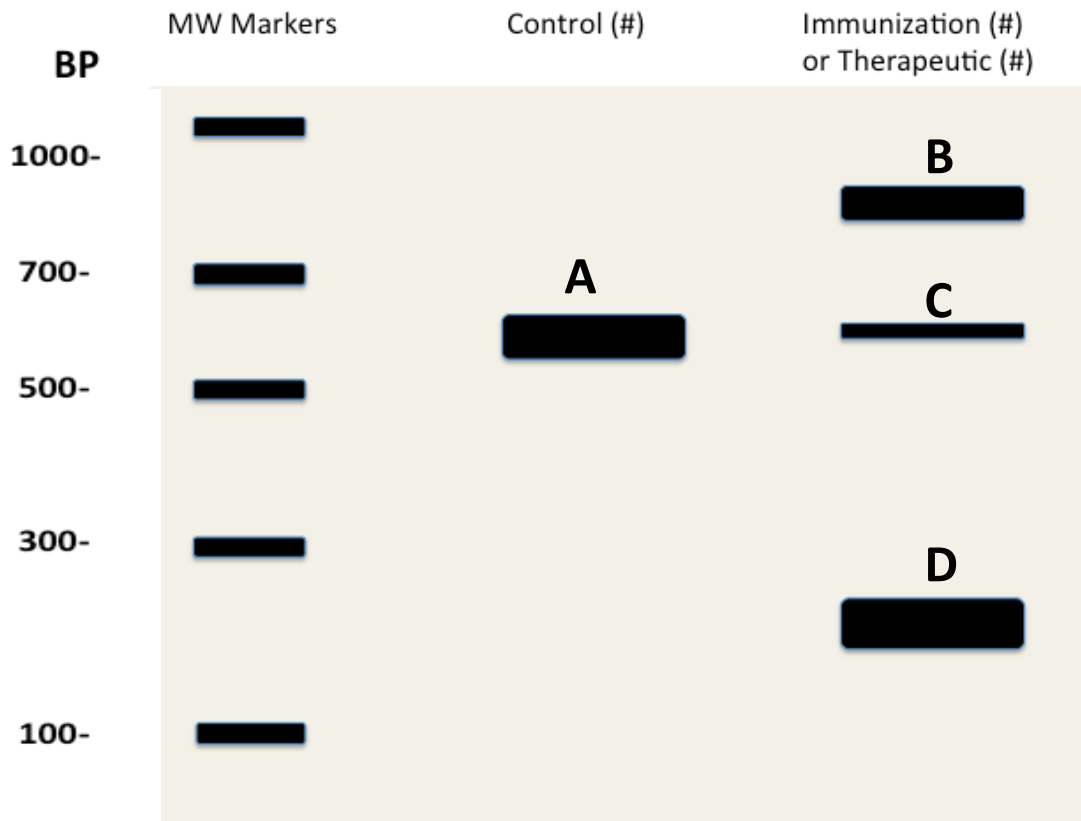 MW Markers
Control (#)
Immunization (#)
or Therapeutic (#)
BP
1000-
B
700-
A
C
500-
300-
D
100-